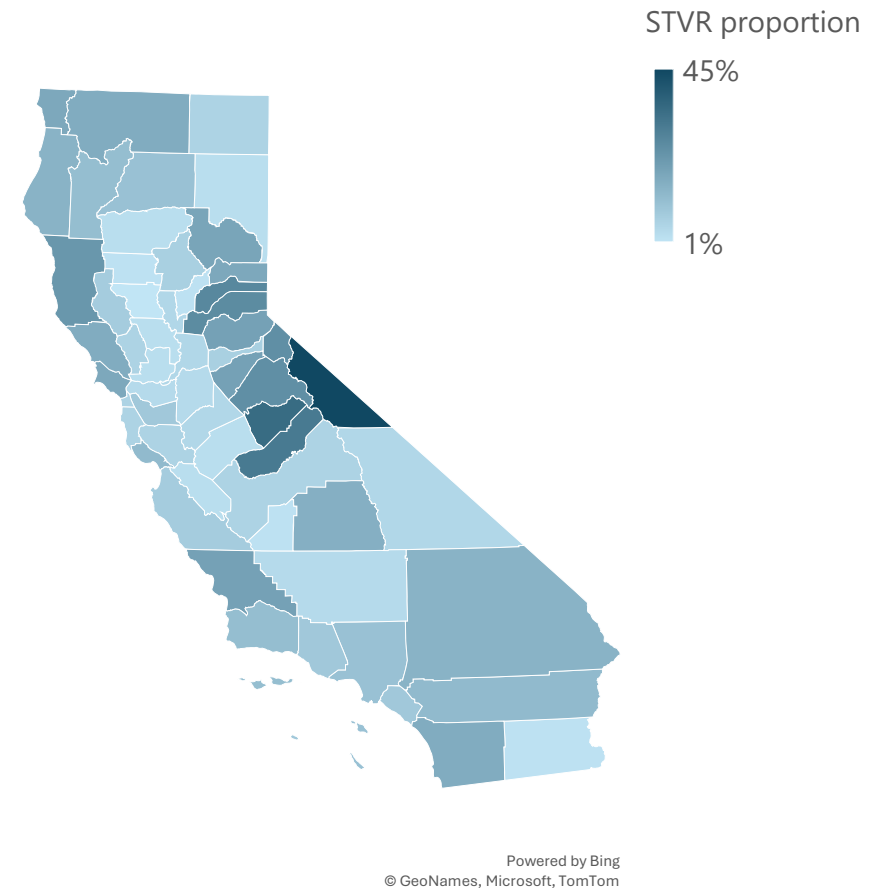 STVR proportion
45%
1%
Powered by Bing
© GeoNames, Microsoft, TomTom